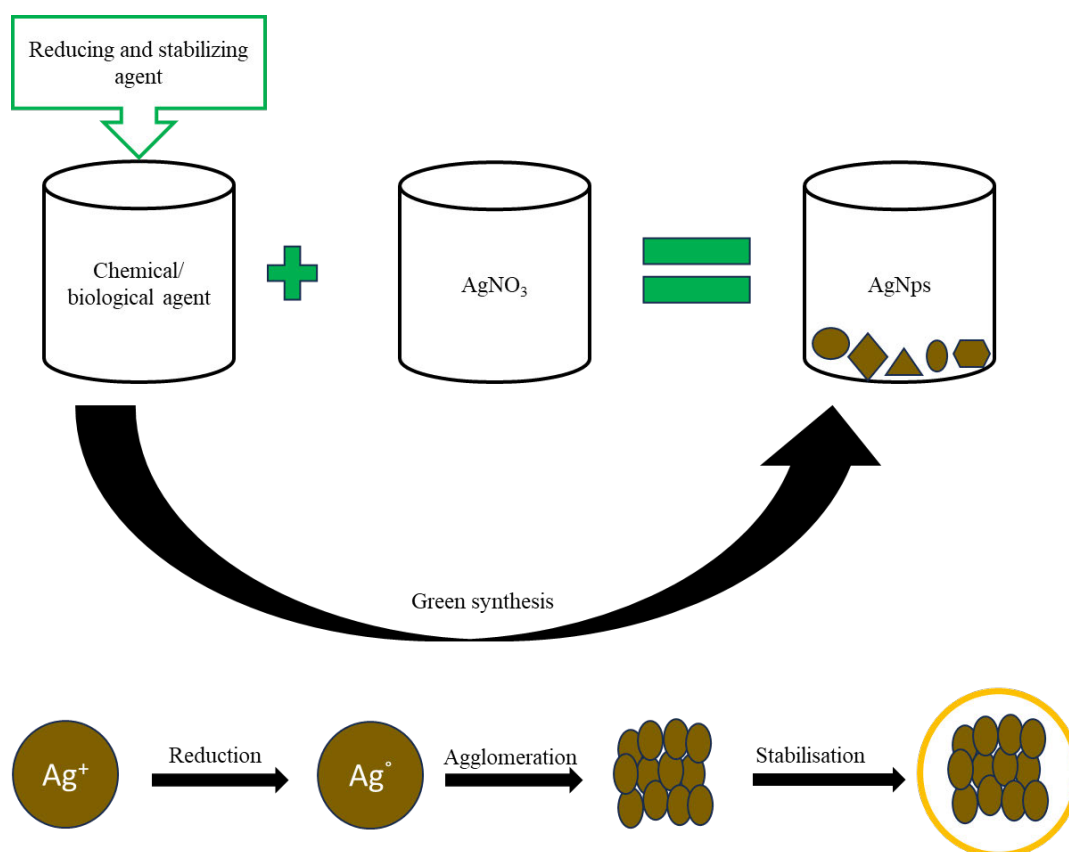 Reducing and stabilizing
agent
Chemical/
biological agent
AgNO₃
AgNps
Green synthesis
Ag⁺
Reduction
Ag°
Agglomeration
Stabilisation